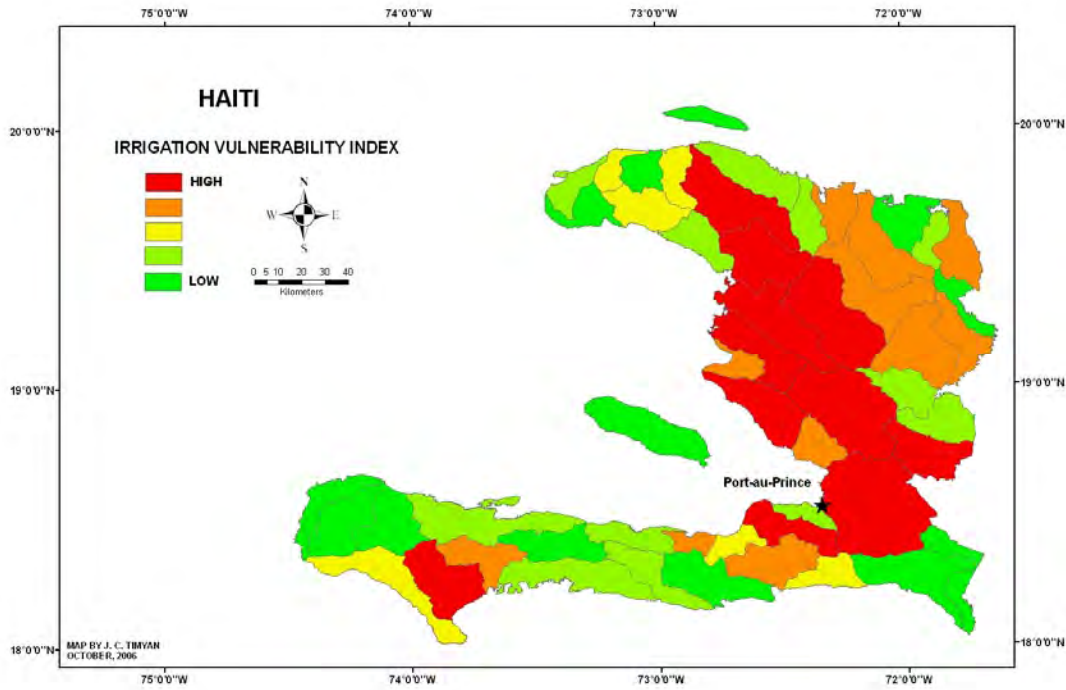 75°0'0"W 74°0'0"W 73°0'0"W 72°0'0"W
HAITI
20°0'0"N 20°0'0"N
IRRIGATION VULNERABILITY INDEX
HIGH
N
W E
S
LOW
0 5 10 20 30 40
Kilometers
19°0'0"N 19°0'0"N
Port-au-Prince
MAP BY J. C. TIMYAN
OCTOBER, 2006
18°0'0"N 18°0'0"N
75°0'0"W 74°0'0"W 73°0'0"W 72°0'0"W